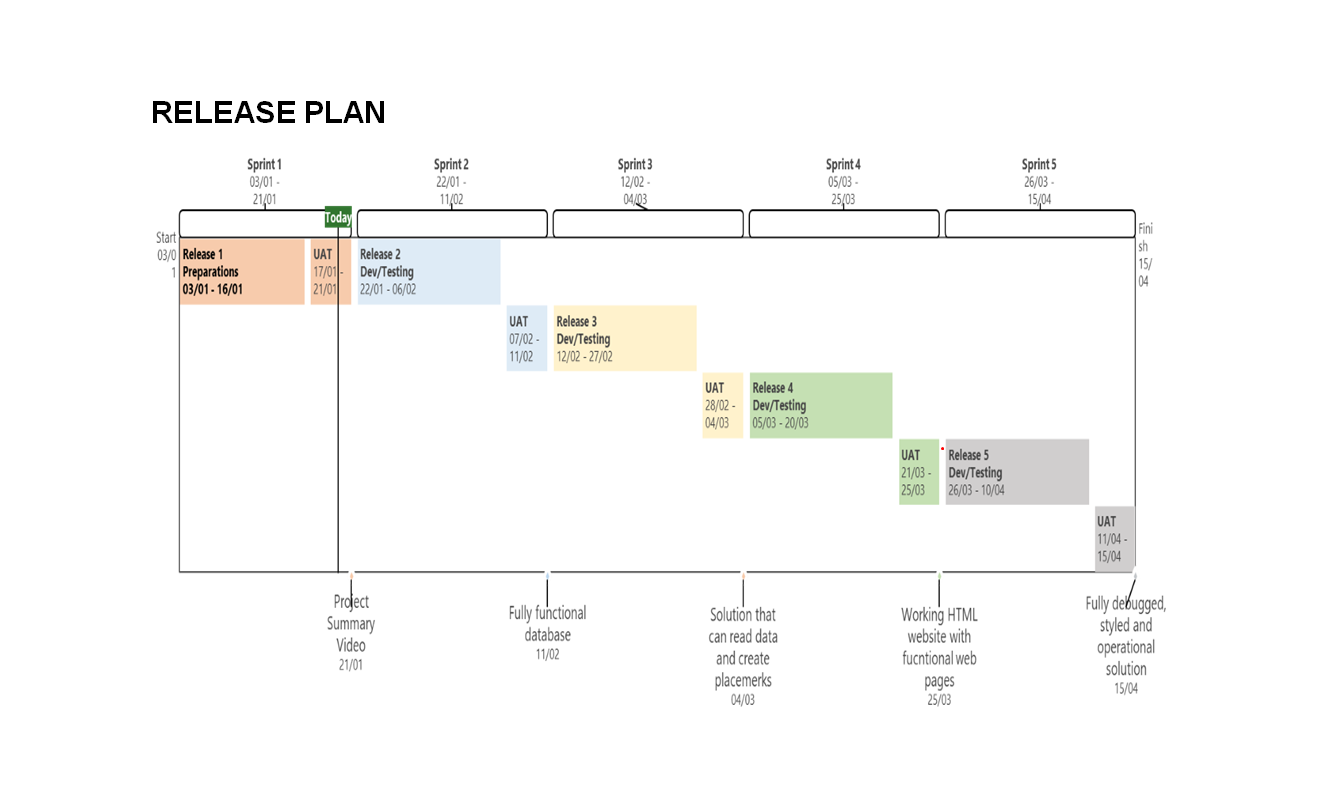 RELEASE PLAN
Sprint 1
03/01 -
21/01
Sprint 2
22/01 -
11/02
Sprint 3
12/02 -
04/03
Sprint 4
05/03 -
25/03
Sprint 5
26/03 -
15/04
Today
Start
03/0
1
Fini
sh
15/
04
Release 1
Preparations
03/01 - 16/01
UAT
17/01 -
21/01
Release 2
Dev/Testing
22/01 - 06/02
UAT
07/02 -
11/02
Release 3
Dev/Testing
12/02 - 27/02
UAT
28/02 -
04/03
Release 4
Dev/Testing
05/03 - 20/03
UAT
21/03 -
25/03
Release 5
Dev/Testing
26/03 - 10/04
UAT
11/04 -
15/04
Project
Summary
Video
21/01
Fully functional
database
11/02
Solution that
can read data
and create
placemerks
04/03
Working HTML
website with
fucntional web
pages
25/03
Fully debugged,
styled and
operational
solution
15/04